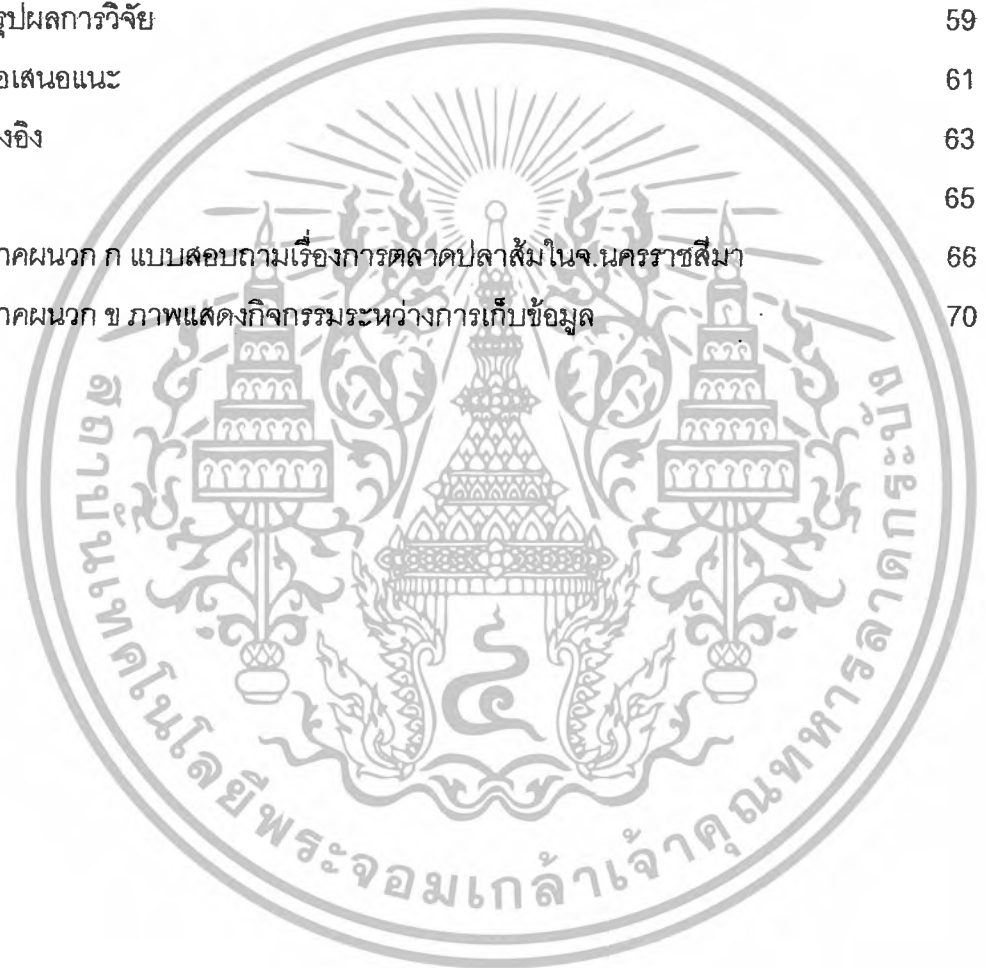 รุปผลการวิจัย 59
อเสนอแนะ 61
งอิง 63
65
าคผนวก ก แบบสอบถามเรื่องการตลาดปลาส้มในจ.นครราชสีมา 66
าคผนวก ข ภาพแสดงกิจกรรมระหว่างการเก็บข้อมูล 70
สถาบันเทคโนโลยีพระจอมเกล้าเจ้าคุณทหารลาดกระบัง